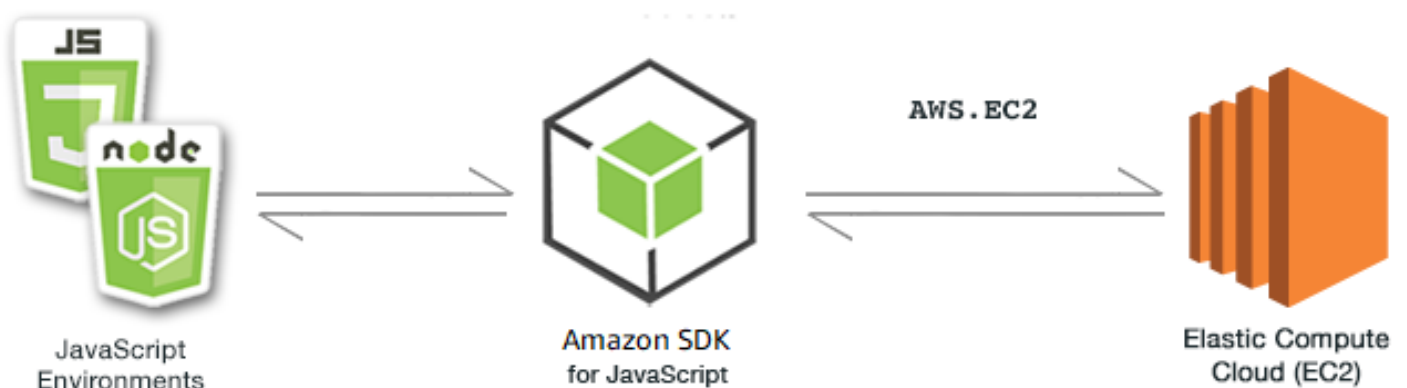 JS
node
JS
AWS.EC2
JavaScript
Environments
Amazon SDK
for JavaScript
Elastic Compute
Cloud (EC2)